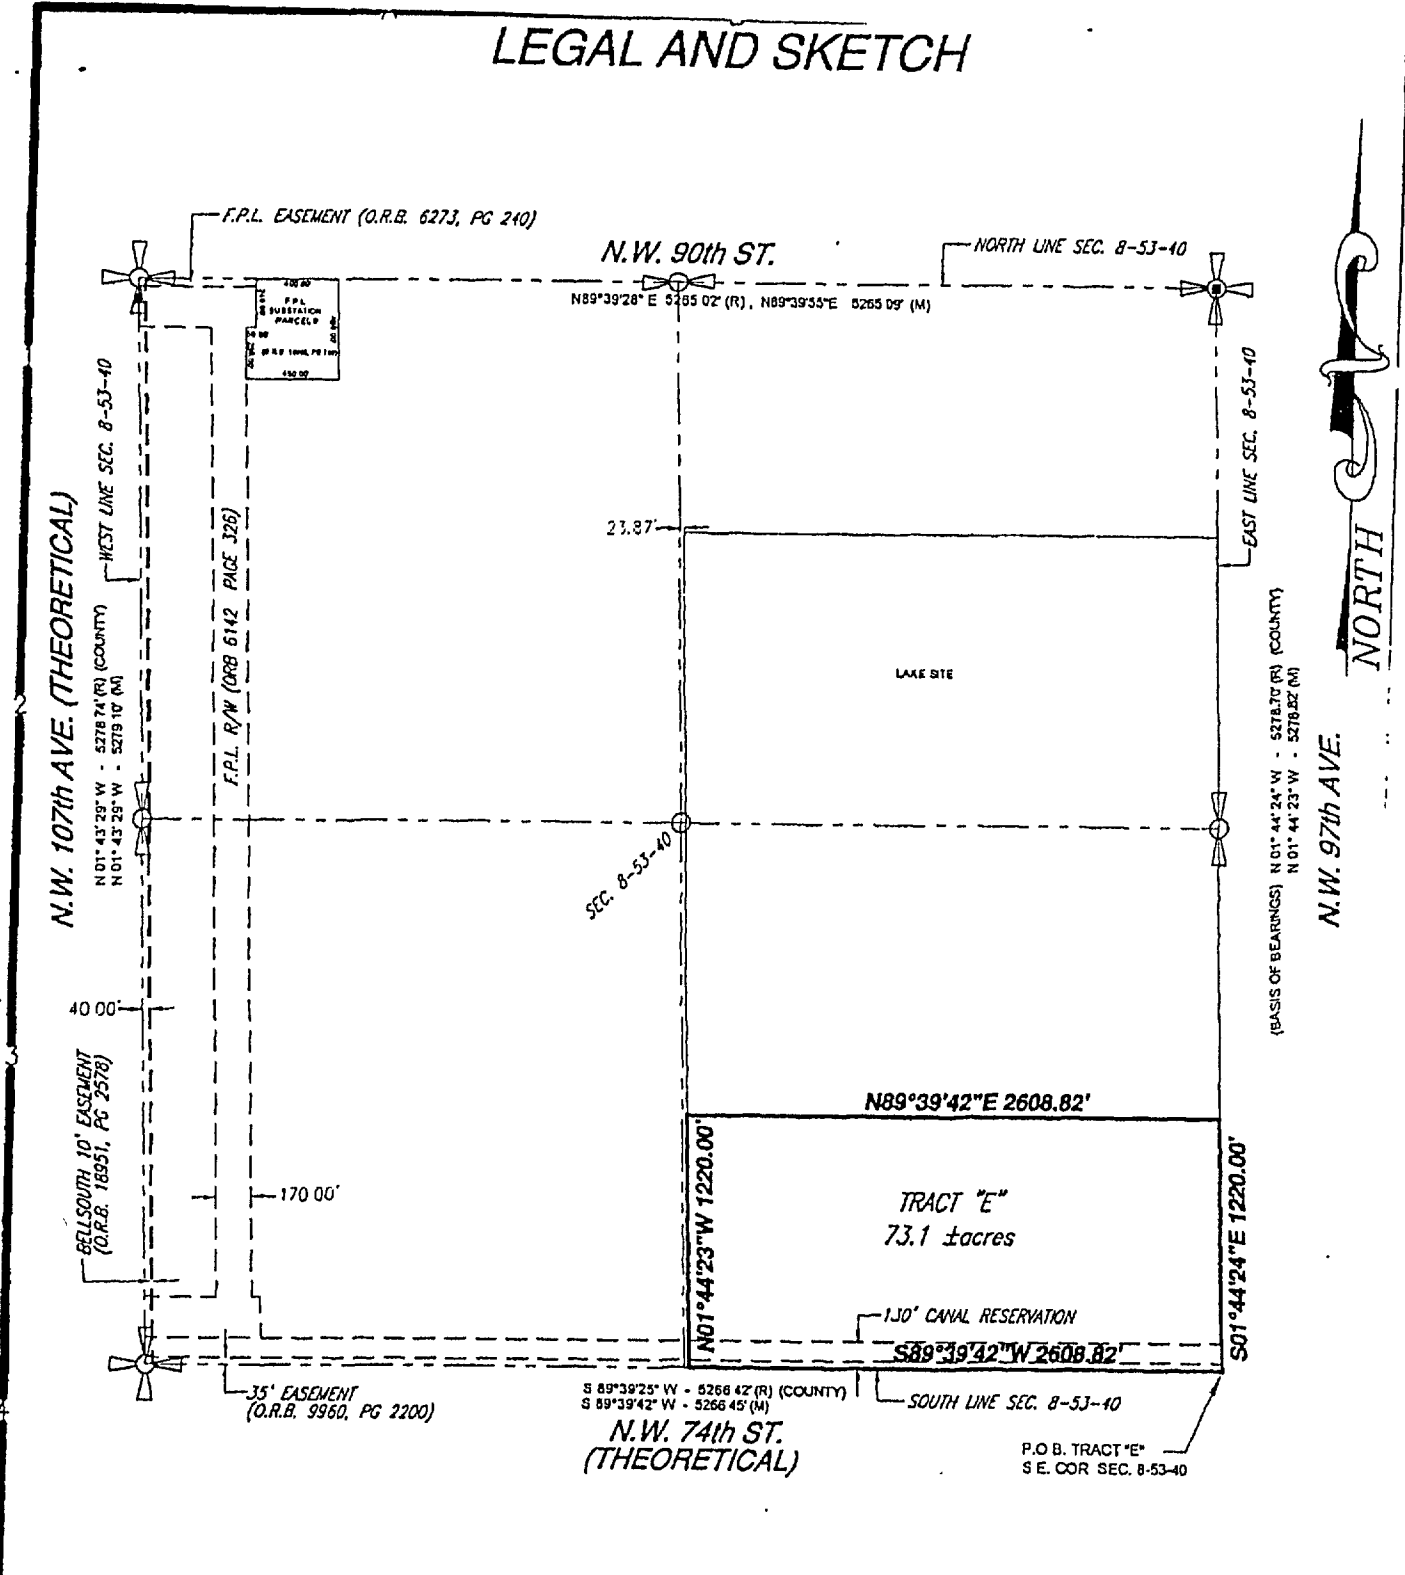 LEGAL AND SKETCH
F.P.L. EASEMENT (O.R.B. 6273, PG 240)
N.W. 90th ST.
NORTH LINE SEC. 8-53-40
N89°39'28" E 5265 02' (R), N89°39'55"E 5265 09' (M)
400.00'
F.P.L.
SUBSTATION
PARCEL
450.00'
WEST LINE SEC. 8-53-40
EAST LINE SEC. 8-53-40
NORTH
N.W. 107th AVE. (THEORETICAL)
N 01° 43' 29" W - 5278 74' (R) (COUNTY)
N 01° 43' 29" W - 5279 10' (M)
F.P.L. R/W (ORB 6142 PAGE 326)
23.87'
LAKE SITE
2
SEC. 8-53-40
(BASIS OF BEARINGS) N 01° 44' 24" W - 5278.70' (R) (COUNTY)
N 01° 44' 23" W - 5278.82' (M)
N.W. 97th AVE.
40 00'
3
BELLSOUTH 10' EASEMENT
(O.R.B. 18951, PG 2578)
170 00'
N89°39'42"E 2608.82'
N01°44'23"W 1220.00'
TRACT "E"
73.1 ±acres
S01°44'24"E 1220.00'
130' CANAL RESERVATION
S89°39'42"W 2608.82'
35' EASEMENT
(O.R.B. 9960, PG 2200)
S 89°39'25" W - 5266 42' (R) (COUNTY)
S 89°39'42" W - 5266 45' (M)
SOUTH LINE SEC. 8-53-40
N.W. 74th ST.
(THEORETICAL)
P.O B. TRACT "E"
S E. COR SEC. 8-53-40